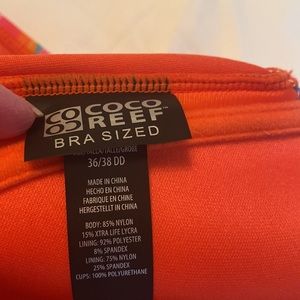 COCO
REEF
BRA SIZED
36/38 DD
MADE IN CHINA
HECHO EN CHINA
FABRIQUE EN CHINE
HERGESTELLT IN CHINA
BODY: 85% NYLON
15% XTRA LIFE LYCRA
LINING: 92% POLYESTER
8% SPANDEX
LINING: 75% NYLON
25% SPANDEX
CUPS: 100% POLYURETHANE